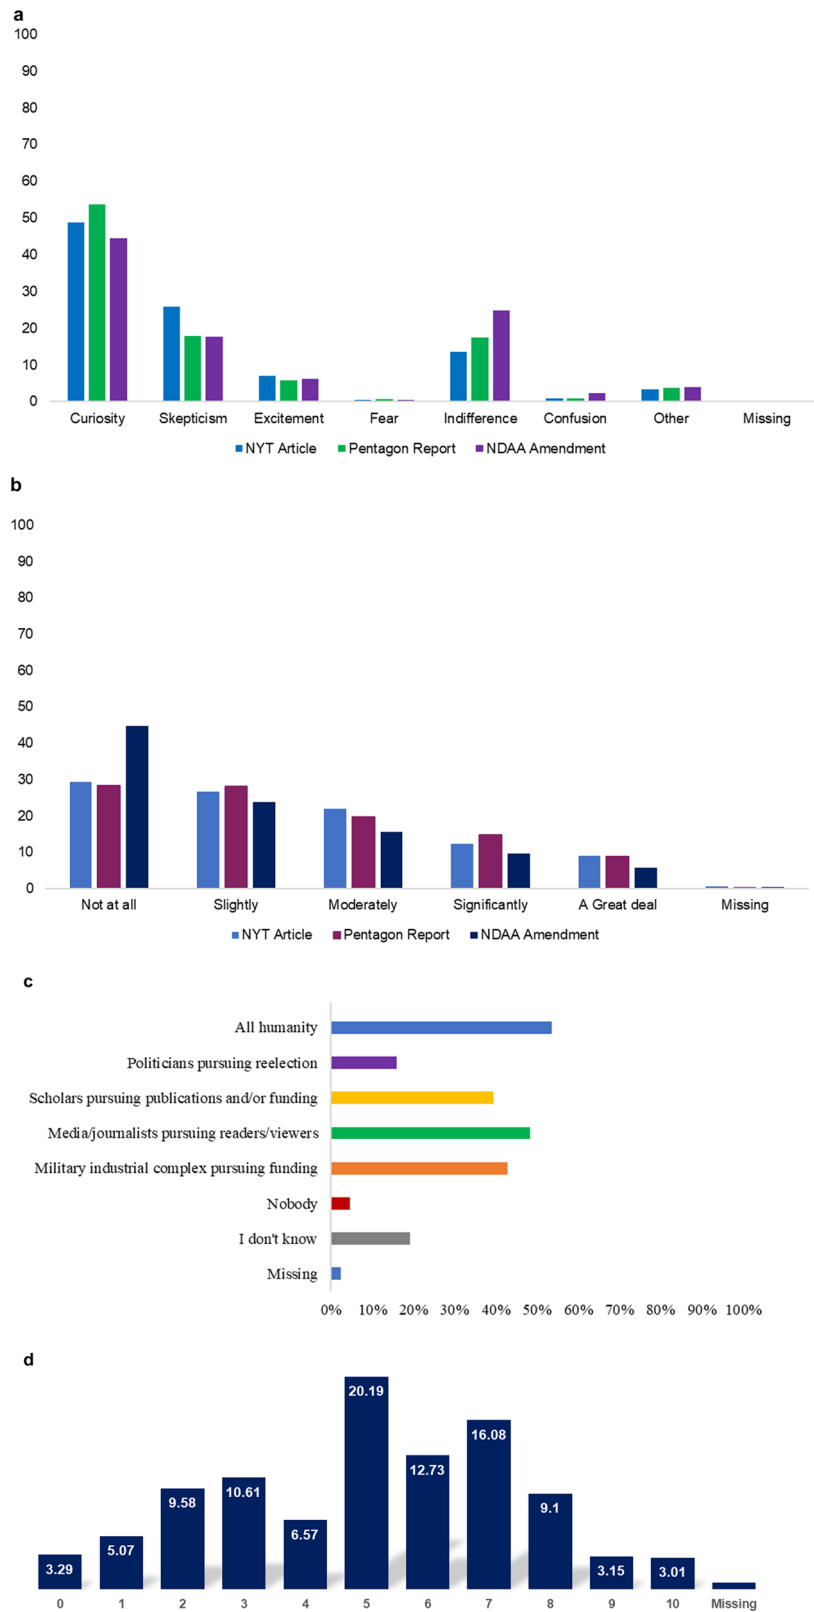 a
100
90
80
70
60
50
40
30
20
10
0
Curiosity Skepticism Excitement Fear Indifference Confusion Other Missing
NYT Article Pentagon Report NDAA Amendment
b
100
90
80
70
60
50
40
30
20
10
0
Not at all Slightly Moderately Significantly A Great deal Missing
NYT Article Pentagon Report NDAA Amendment
c
All humanity
Politicians pursuing reelection
Scholars pursuing publications and/or funding
Media/journalists pursuing readers/viewers
Military industrial complex pursuing funding
Nobody
I don't know
Missing
0% 10% 20% 30% 40% 50% 60% 70% 80% 90% 100%
d
3.29 5.07 9.58 10.61 6.57 20.19 12.73 16.08 9.1 3.15 3.01
0 1 2 3 4 5 6 7 8 9 10 Missing